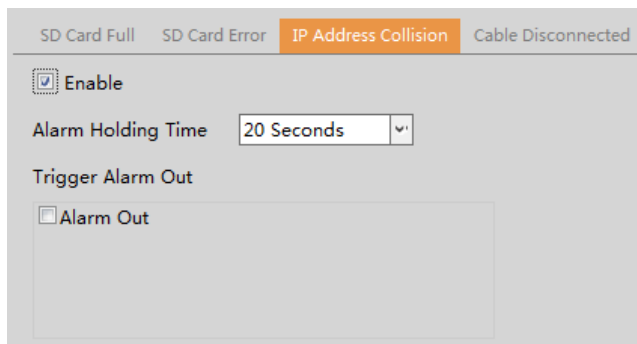 SD Card Full SD Card Error IP Address Collision Cable Disconnected
Enable
Alarm Holding Time 20 Seconds
Trigger Alarm Out
Alarm Out